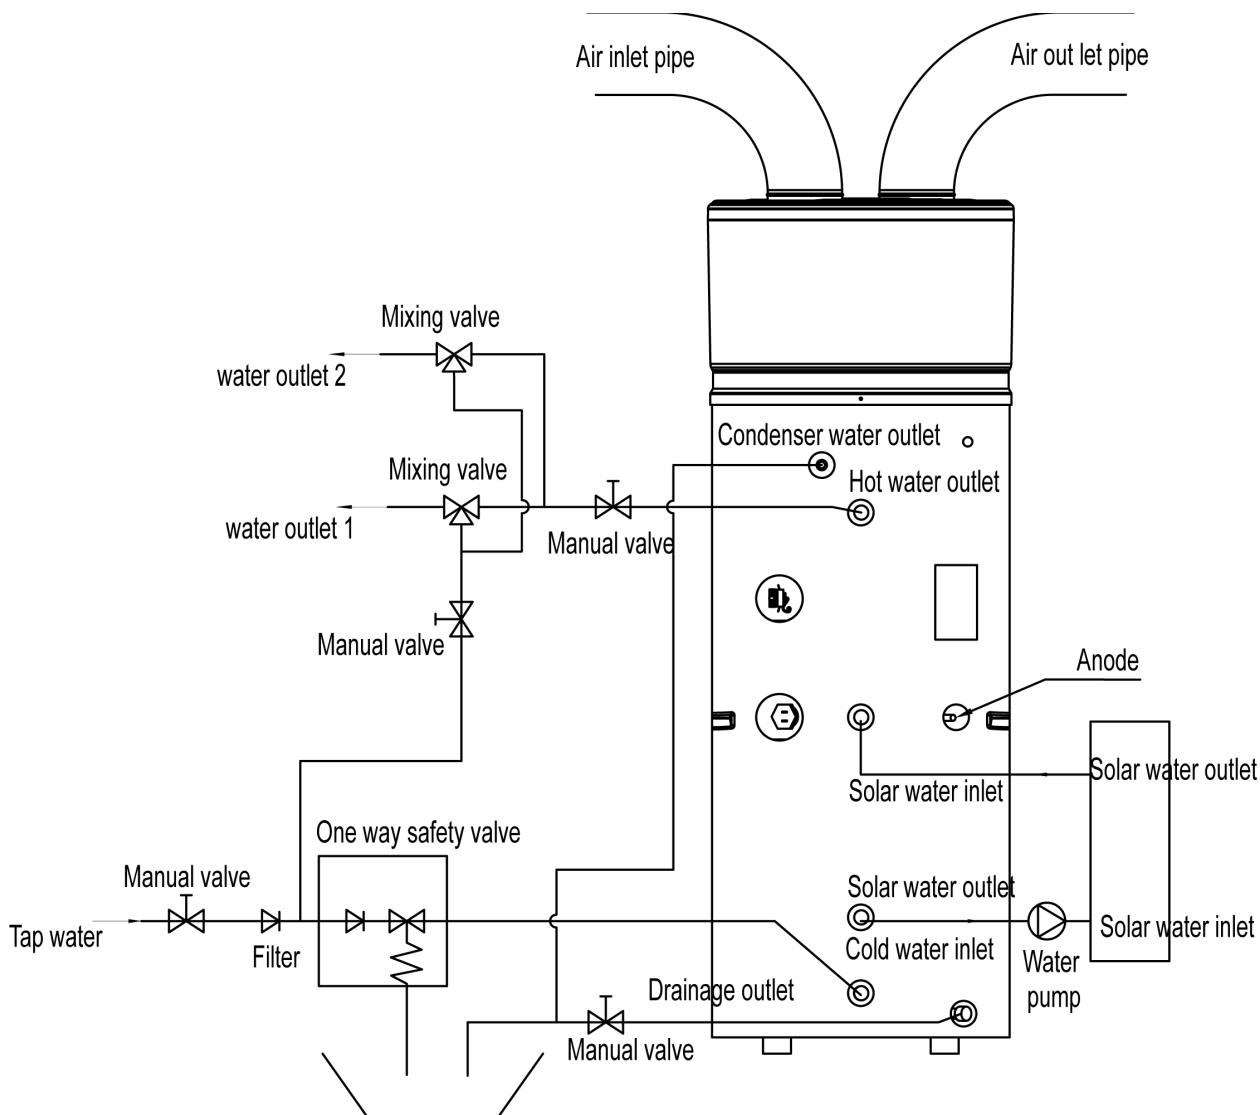 Air inlet pipe
Air out let pipe
Mixing valve
water outlet 2
Condenser water outlet
Mixing valve
Hot water outlet
water outlet 1
Manual valve
Manual valve
Anode
Solar water outlet
Solar water inlet
One way safety valve
Manual valve
Solar water outlet
Solar water inlet
Tap water
Filter
Cold water inlet
Water
pump
Drainage outlet
Manual valve